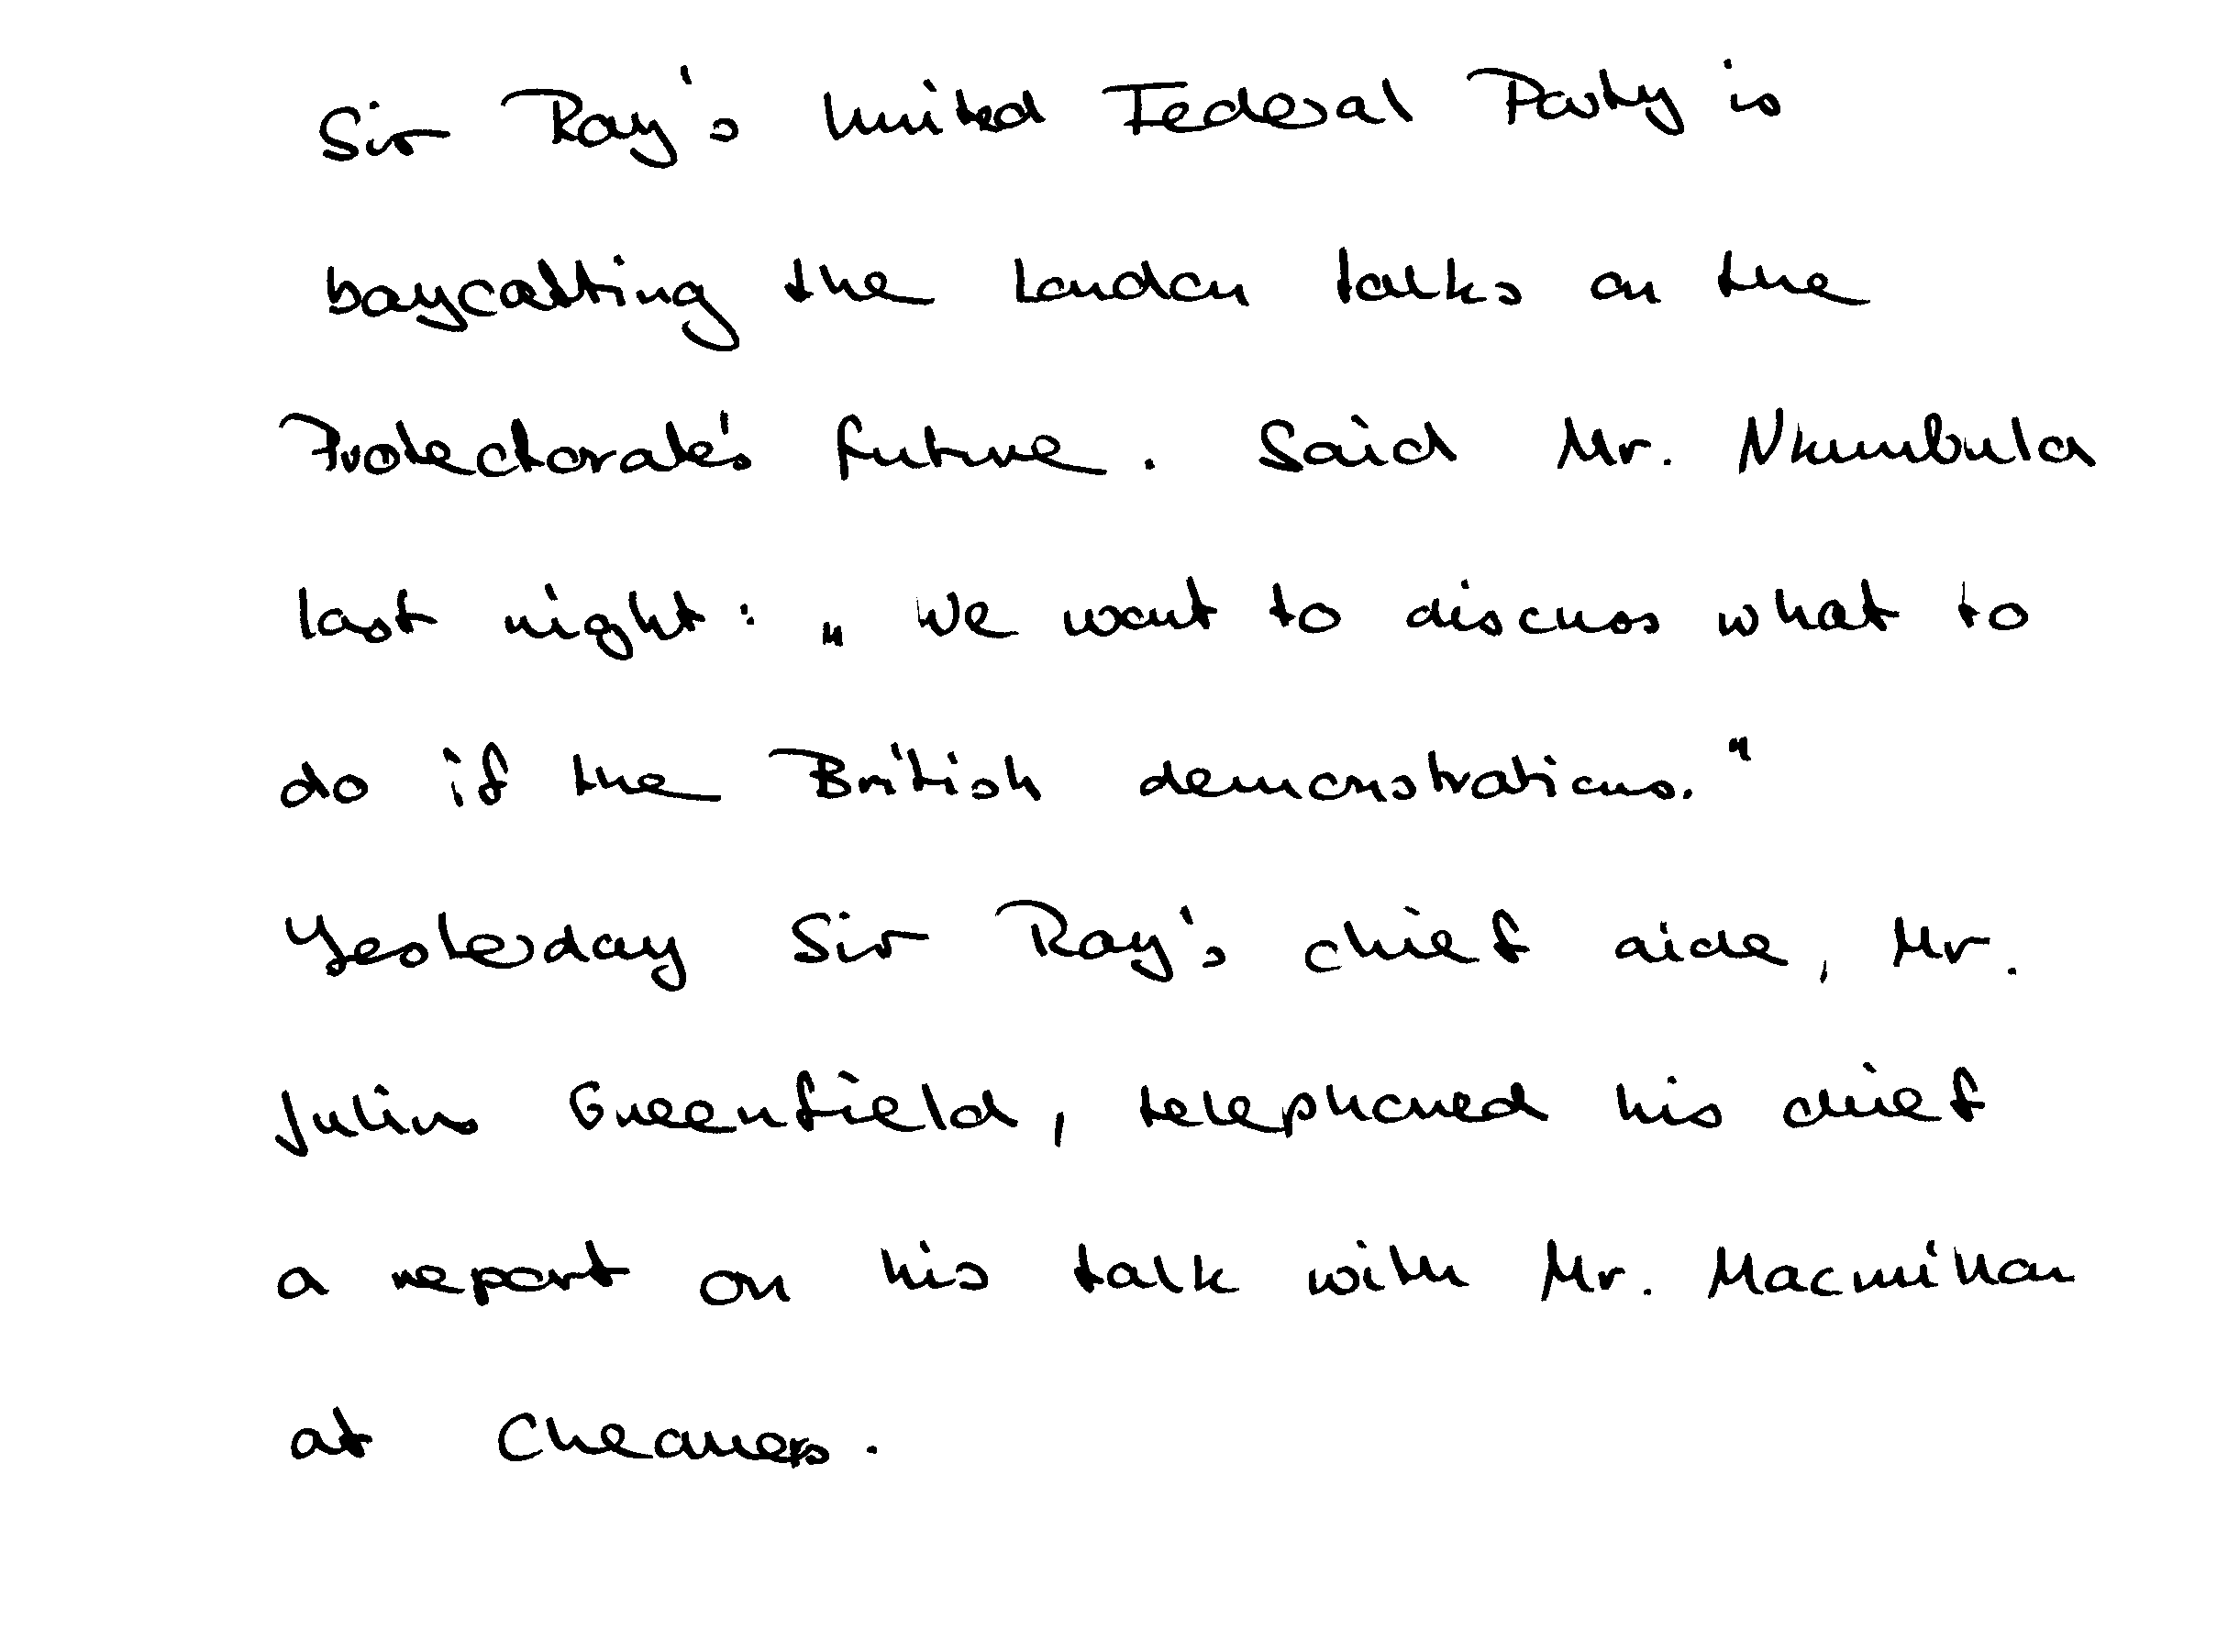 Sir Roy's United Federal Party is
boycotting the London talks on the
Protectorate's future. Said Mr. Nkumbula
last night: „We want to discuss what to
do if the British demonstrations."
Yesterday Sir Roy's chief aide, Mr.
Julius Greenfield, telephoned his chief
a report on his talk with Mr. Macmillan
at Chequers.